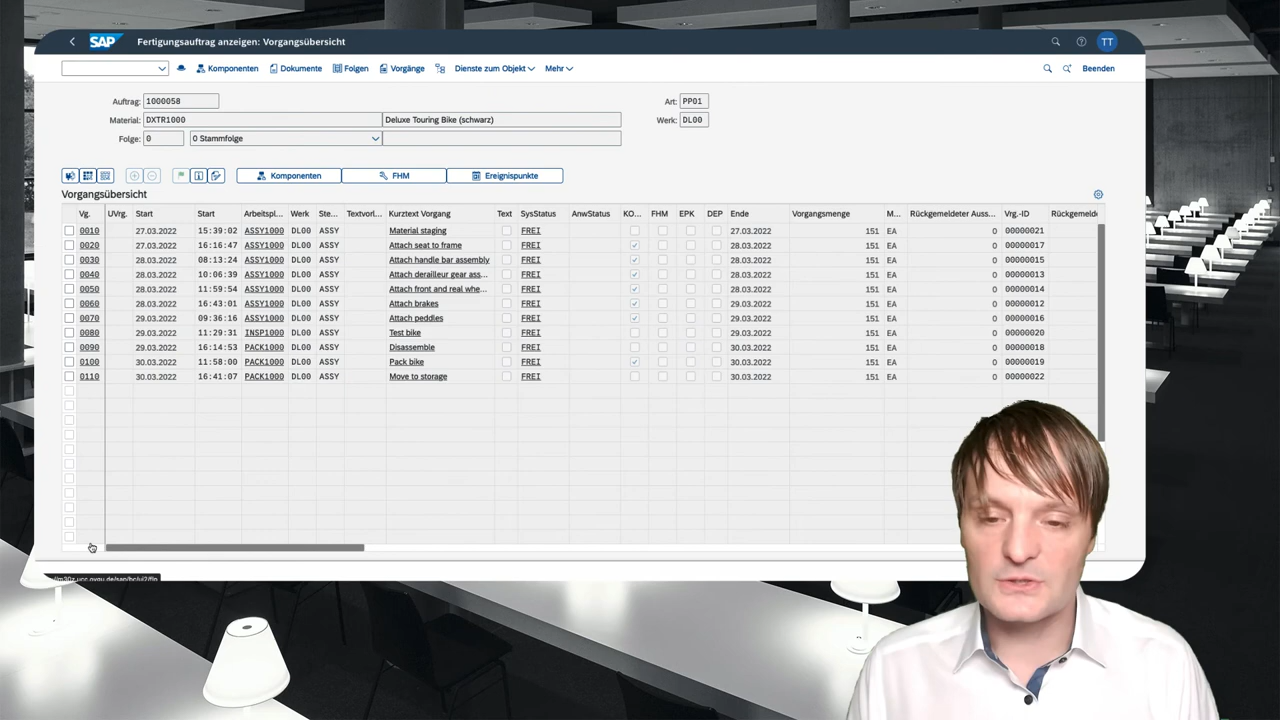 SAP Fertigungsauftrag anzeigen: Vorgangsübersicht TT
Komponenten Dokumente Folgen Vorgänge Dienste zum Objekt Mehr Beenden
Auftrag: 1000058 Art: PP01
Material: DXTR1000 Deluxe Touring Bike (schwarz) Werk: DL00
Folge: 0 0 Stammfolge
Komponenten FHM Ereignispunkte
Vorgangsübersicht
Vg. UVrg. Start Start Arbeitspl... Werk Ste... Textvorl... Kurztext Vorgang Text SysStatus AnwStatus KO... FHM EPK DEP Ende Vorgangsmenge M... Rückgemeldeter Auss... Vrg.-ID Rückgemelde
0010 27.03.2022 15:39:02 ASSY1000 DL00 ASSY Material staging FREI 27.03.2022 151 EA 0 00000021
0020 27.03.2022 16:16:47 ASSY1000 DL00 ASSY Attach seat to frame FREI 28.03.2022 151 EA 0 00000017
0030 28.03.2022 08:13:24 ASSY1000 DL00 ASSY Attach handle bar assembly FREI 28.03.2022 151 EA 0 00000015
0040 28.03.2022 10:06:39 ASSY1000 DL00 ASSY Attach derailleur gear ass... FREI 28.03.2022 151 EA 0 00000013
0050 28.03.2022 11:59:54 ASSY1000 DL00 ASSY Attach front and real whe... FREI 28.03.2022 151 EA 0 00000014
0060 28.03.2022 16:43:01 ASSY1000 DL00 ASSY Attach brakes FREI 29.03.2022 151 EA 0 00000012
0070 29.03.2022 09:36:16 ASSY1000 DL00 ASSY Attach peddles FREI 29.03.2022 151 EA 0 00000016
0080 29.03.2022 11:29:31 INSP1000 DL00 ASSY Test bike FREI 29.03.2022 151 EA 0 00000020
0090 29.03.2022 16:14:53 PACK1000 DL00 ASSY Disassemble FREI 30.03.2022 151 EA 0 00000018
0100 30.03.2022 11:58:00 PACK1000 DL00 ASSY Pack bike FREI 30.03.2022 151 EA 0 00000019
0110 30.03.2022 16:41:07 PACK1000 DL00 ASSY Move to storage FREI 30.03.2022 151 EA 0 00000022